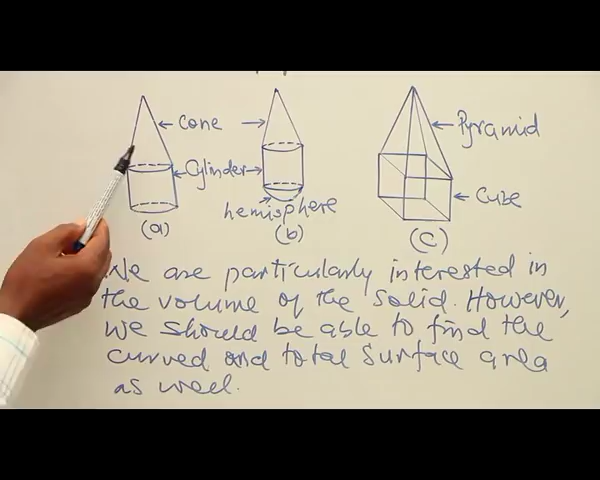 Cone
Pyramid
Cylinder
Cube
hemisphere
(a)
(b)
(C)
We are particularly interested in
the volume of the solid. However,
we should be able to find the
curved and total surface area
as well.